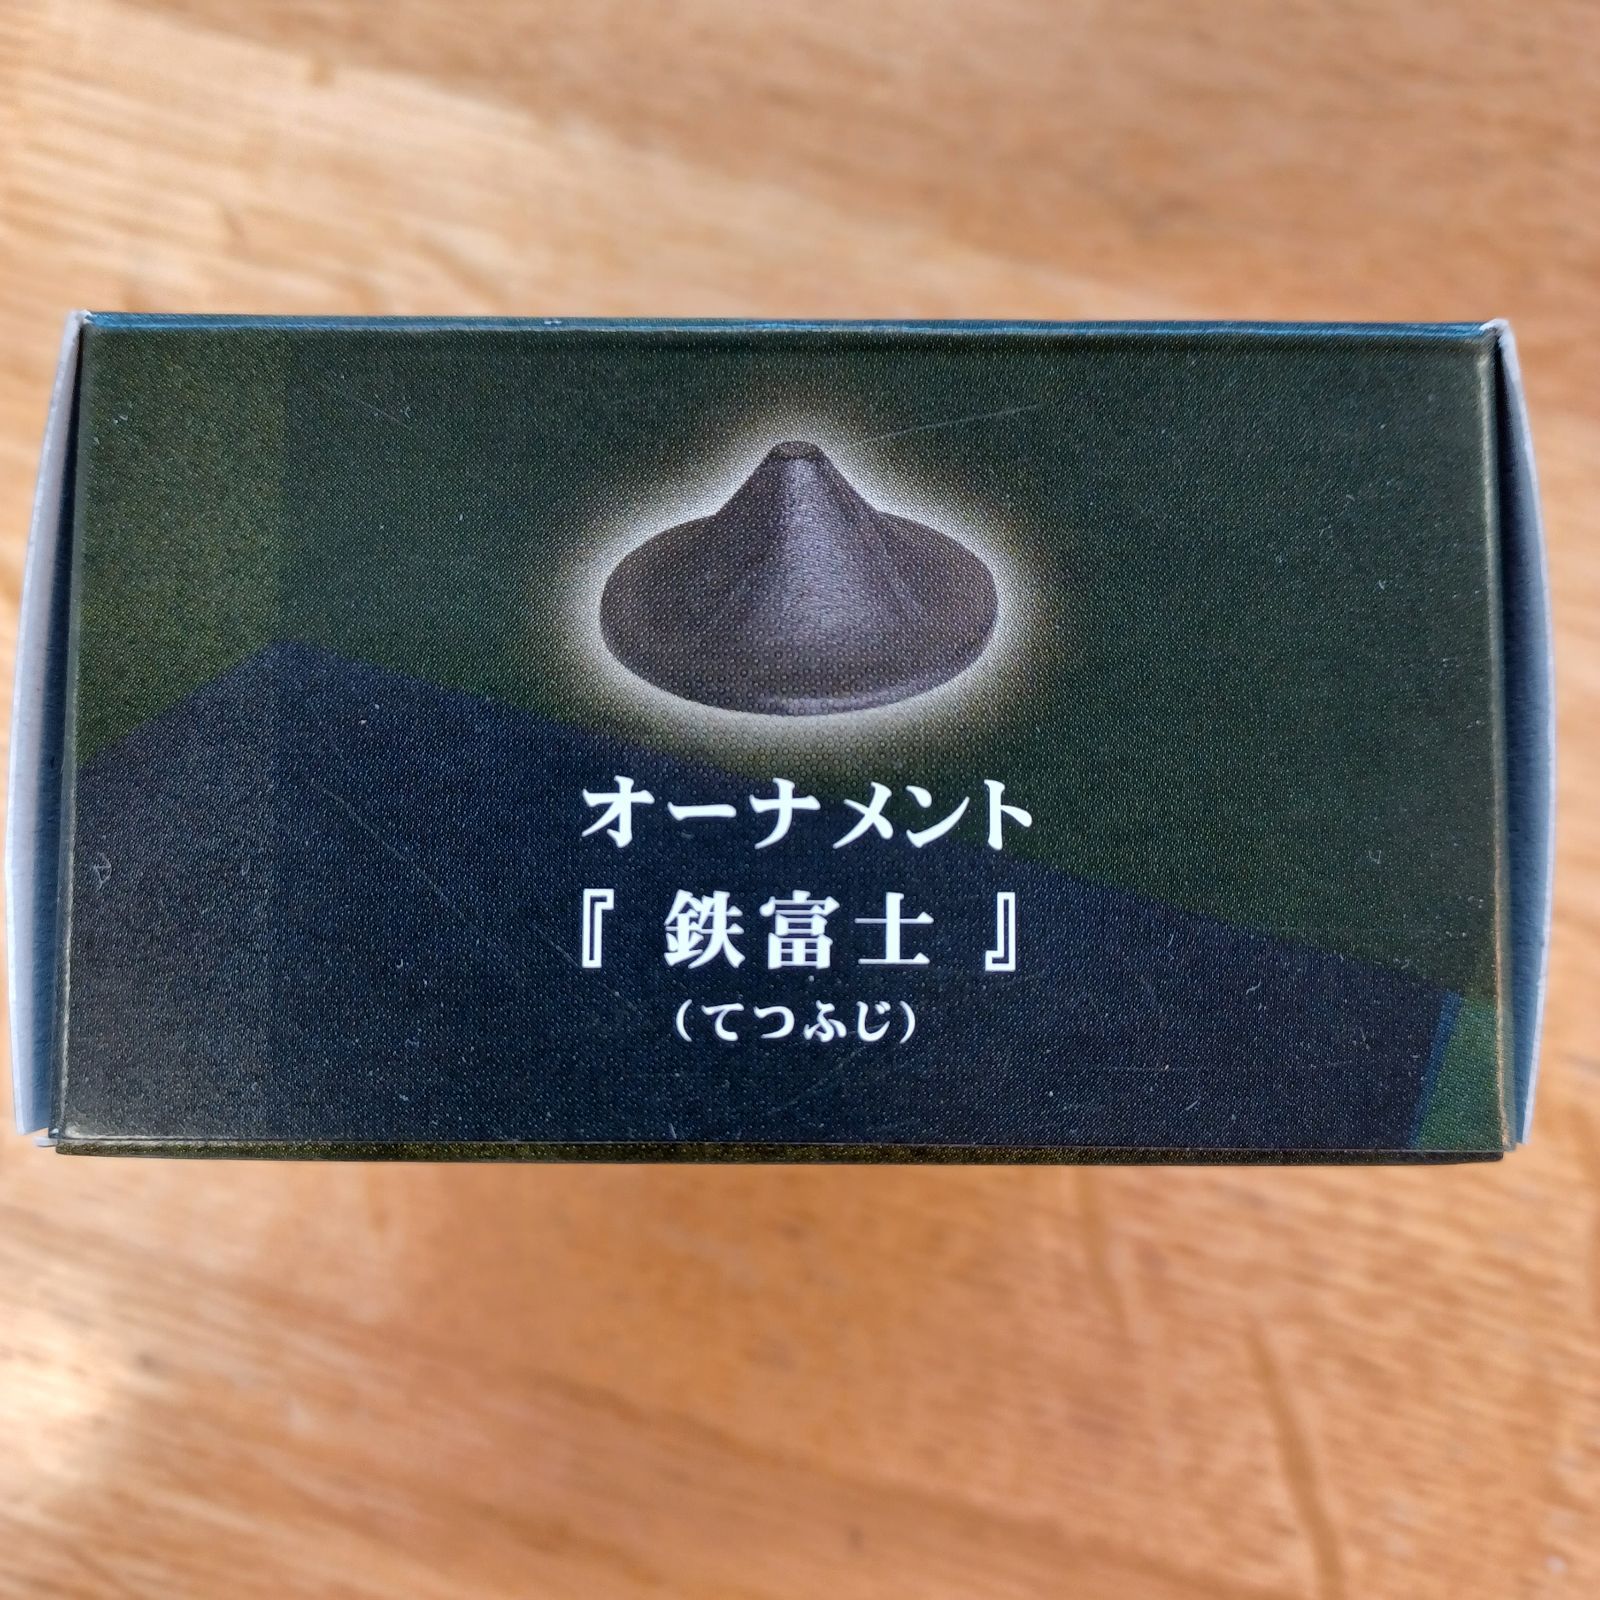 オーナメント
『 鉄富士 』
（てつふじ）